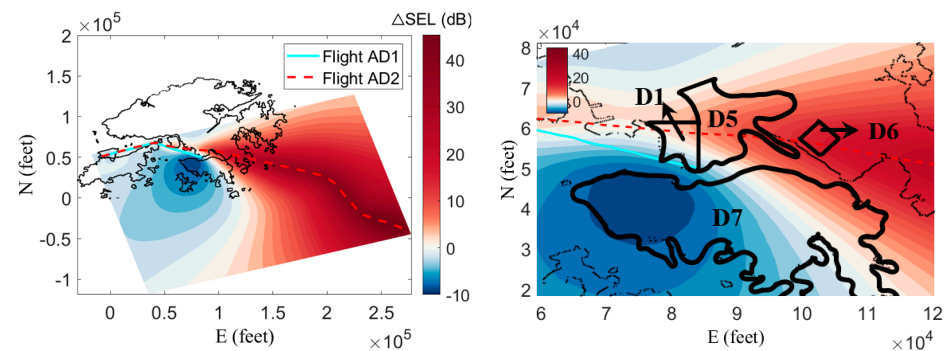 △SEL (dB)
× 10⁵
2
1.5
1
0.5
0
-0.5
-1
N (feet)
Flight AD1
Flight AD2
40
30
20
10
0
-10
0 0.5 1 1.5 2 2.5
E (feet)
× 10⁵
× 10⁴
8
7
6
5
4
3
2
N (feet)
40
20
0
D1
D5
D6
D7
6 7 8 9 10 11 12
E (feet)
× 10⁴